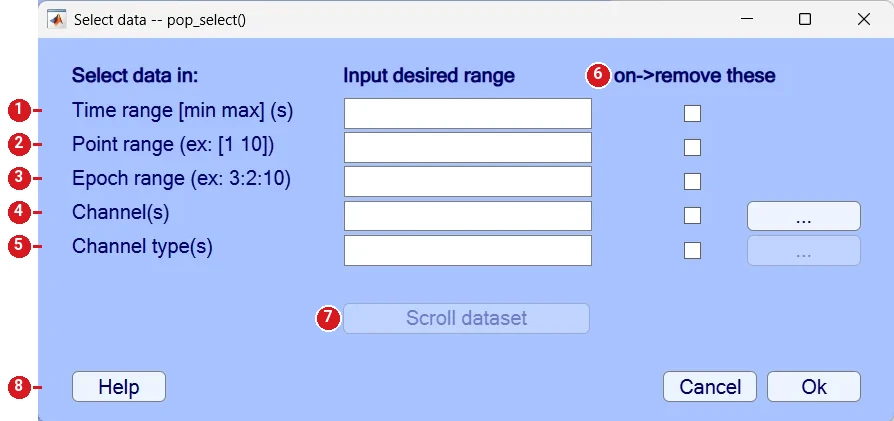 Select data -- pop_select()
Select data in: Input desired range 6 on->remove these
1 Time range [min max] (s)
2 Point range (ex: [1 10])
3 Epoch range (ex: 3:2:10)
4 Channel(s) ...
5 Channel type(s) ...
7 Scroll dataset
8 Help Cancel Ok